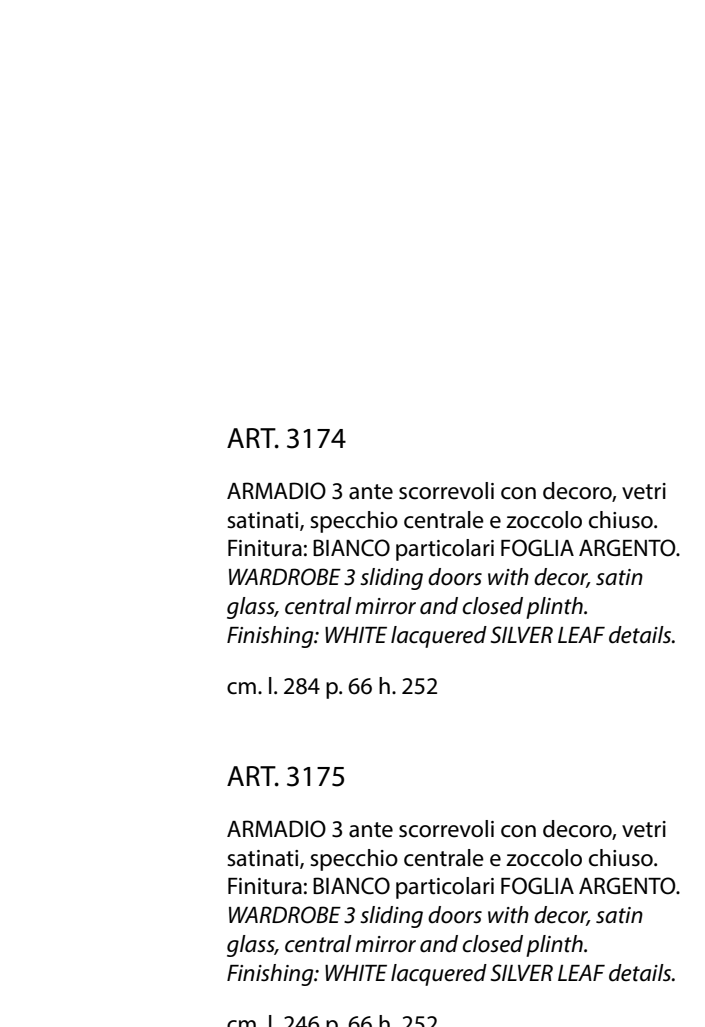 ART. 3174
ARMADIO 3 ante scorrevoli con decoro, vetri
satinati, specchio centrale e zoccolo chiuso.
Finitura: BIANCO particolari FOGLIA ARGENTO.
WARDROBE 3 sliding doors with decor, satin
glass, central mirror and closed plinth.
Finishing: WHITE lacquered SILVER LEAF details.
cm. l. 284 p. 66 h. 252
ART. 3175
ARMADIO 3 ante scorrevoli con decoro, vetri
satinati, specchio centrale e zoccolo chiuso.
Finitura: BIANCO particolari FOGLIA ARGENTO.
WARDROBE 3 sliding doors with decor, satin
glass, central mirror and closed plinth.
Finishing: WHITE lacquered SILVER LEAF details.
cm. l. 246 p. 66 h. 252